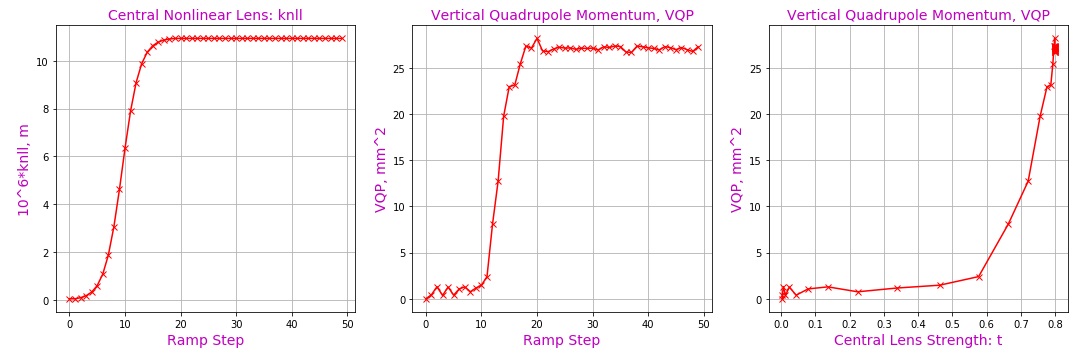 Central Nonlinear Lens: knll
10^6*knll, m
10
8
6
4
2
0
0 10 20 30 40 50
Ramp Step
Vertical Quadrupole Momentum, VQP
VQP, mm^2
25
20
15
10
5
0
0 10 20 30 40 50
Ramp Step
Vertical Quadrupole Momentum, VQP
VQP, mm^2
25
20
15
10
5
0
0.0 0.1 0.2 0.3 0.4 0.5 0.6 0.7 0.8
Central Lens Strength: t